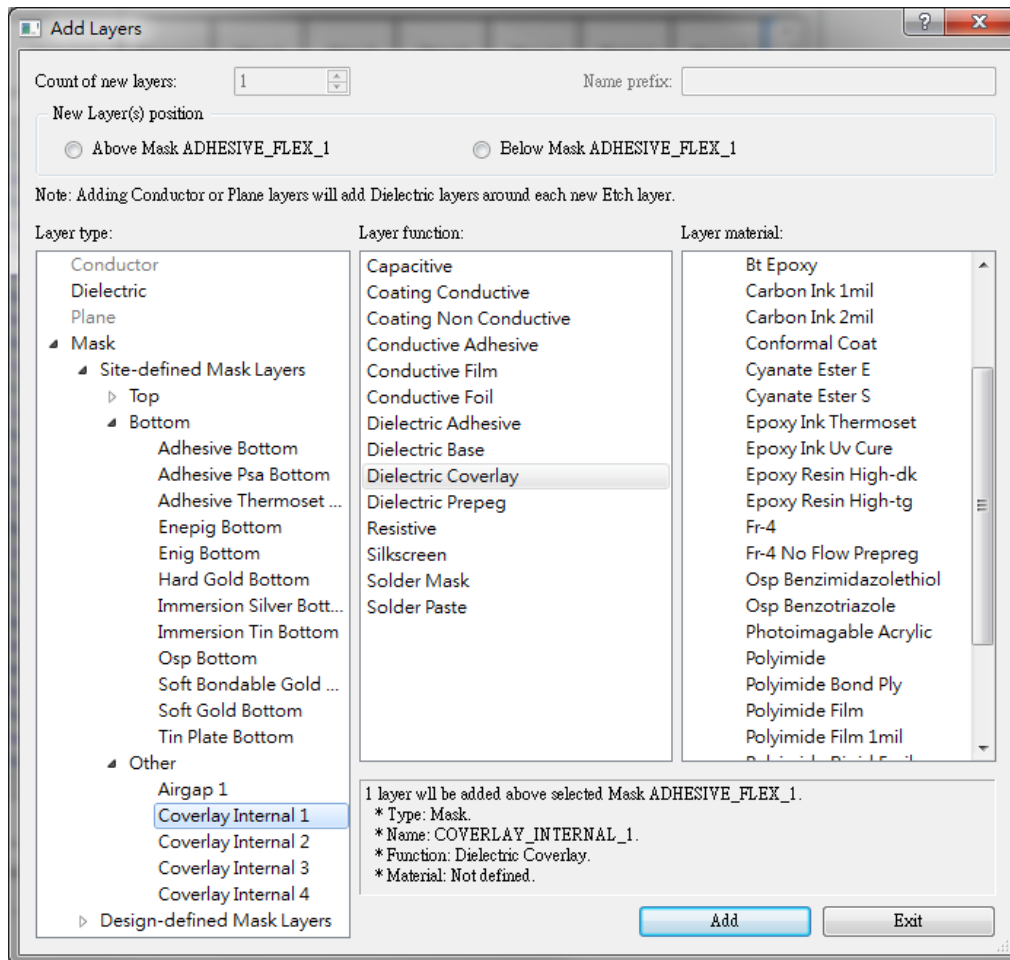 Add Layers
?
X
Count of new layers:
1
Name prefix:
New Layer(s) position
Above Mask ADHESIVE_FLEX_1
Below Mask ADHESIVE_FLEX_1
Note: Adding Conductor or Plane layers will add Dielectric layers around each new Etch layer.
Layer type:
Conductor
Dielectric
Plane
Mask
Site-defined Mask Layers
Top
Bottom
Adhesive Bottom
Adhesive Psa Bottom
Adhesive Thermoset ...
Enepig Bottom
Enig Bottom
Hard Gold Bottom
Immersion Silver Bott...
Immersion Tin Bottom
Osp Bottom
Soft Bondable Gold ...
Soft Gold Bottom
Tin Plate Bottom
Other
Airgap 1
Coverlay Internal 1
Coverlay Internal 2
Coverlay Internal 3
Coverlay Internal 4
Design-defined Mask Layers
Layer function:
Capacitive
Coating Conductive
Coating Non Conductive
Conductive Adhesive
Conductive Film
Conductive Foil
Dielectric Adhesive
Dielectric Base
Dielectric Coverlay
Dielectric Prepeg
Resistive
Silkscreen
Solder Mask
Solder Paste
Layer material:
Bt Epoxy
Carbon Ink 1mil
Carbon Ink 2mil
Conformal Coat
Cyanate Ester E
Cyanate Ester S
Epoxy Ink Thermoset
Epoxy Ink Uv Cure
Epoxy Resin High-dk
Epoxy Resin High-tg
Fr-4
Fr-4 No Flow Prepreg
Osp Benzimidazolethiol
Osp Benzotriazole
Photoimagable Acrylic
Polyimide
Polyimide Bond Ply
Polyimide Film
Polyimide Film 1mil
1 layer wll be added above selected Mask ADHESIVE_FLEX_1.
* Type: Mask.
* Name: COVERLAY_INTERNAL_1.
* Function: Dielectric Coverlay.
* Material: Not defined.
Add
Exit